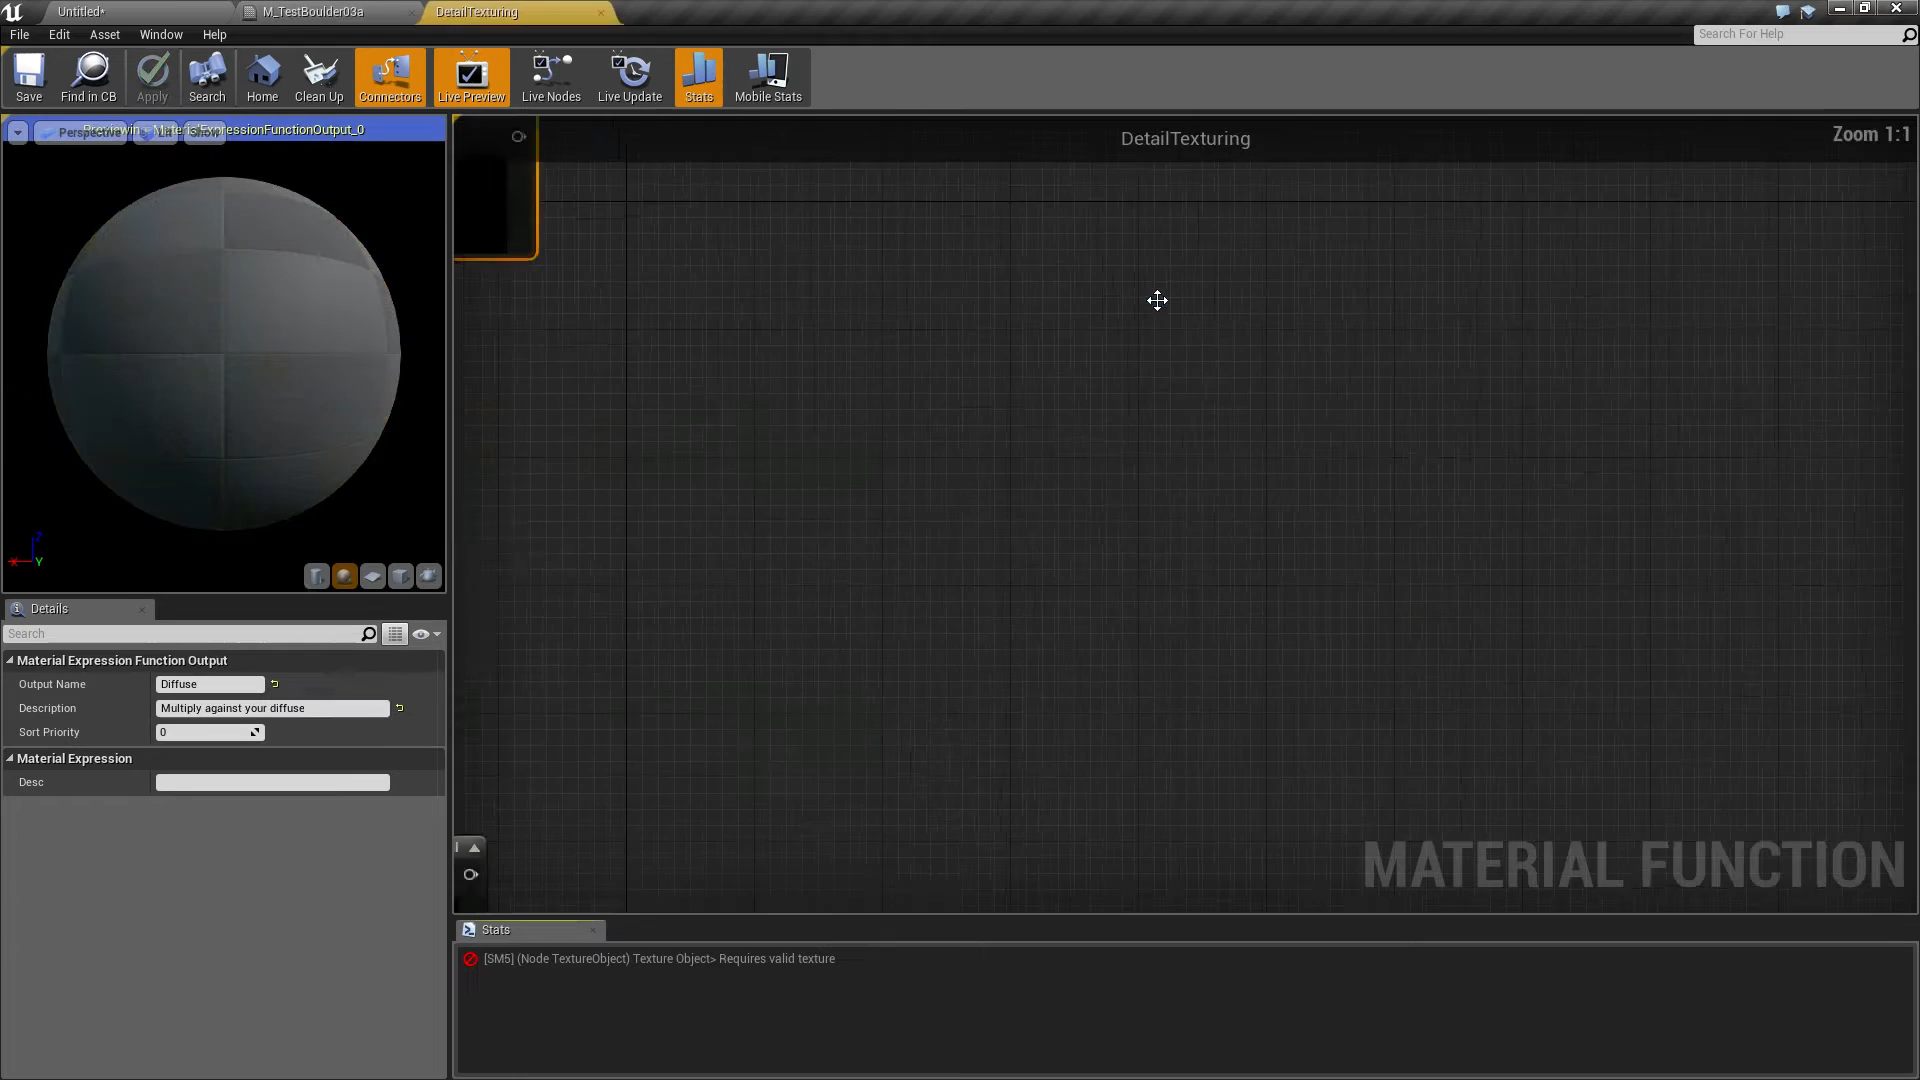 Untitled*
M_TestBoulder03a
DetailTexturing
File Edit Asset Window Help
Search For Help
Save
Find in CB
Apply
Search
Home
Clean Up
Connectors
Live Preview
Live Nodes
Live Update
Stats
Mobile Stats
Perspective
Lit
Show
DetailTexturing
Zoom 1:1
Z
X
Y
Details
Search
Material Expression Function Output
Output Name Diffuse
Description Multiply against your diffuse
Sort Priority 0
Material Expression
Desc
MATERIAL FUNCTION
Stats
[SM5] (Node TextureObject) Texture Object> Requires valid texture